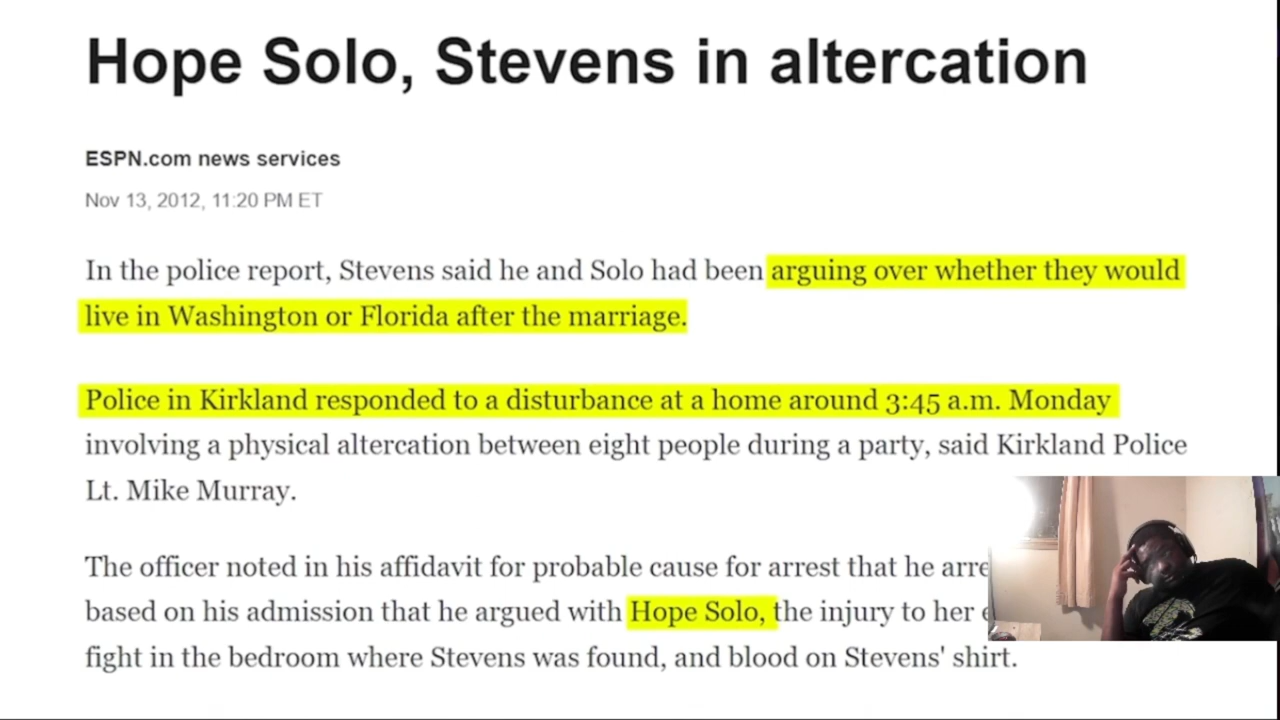 Hope Solo, Stevens in altercation
ESPN.com news services
Nov 13, 2012, 11:20 PM ET
In the police report, Stevens said he and Solo had been arguing over whether they would
live in Washington or Florida after the marriage.
Police in Kirkland responded to a disturbance at a home around 3:45 a.m. Monday
involving a physical altercation between eight people during a party, said Kirkland Police
Lt. Mike Murray.
The officer noted in his affidavit for probable cause for arrest that he
based on his admission that he argued with Hope Solo, the injury to her
fight in the bedroom where Stevens was found, and blood on Stevens' shirt.